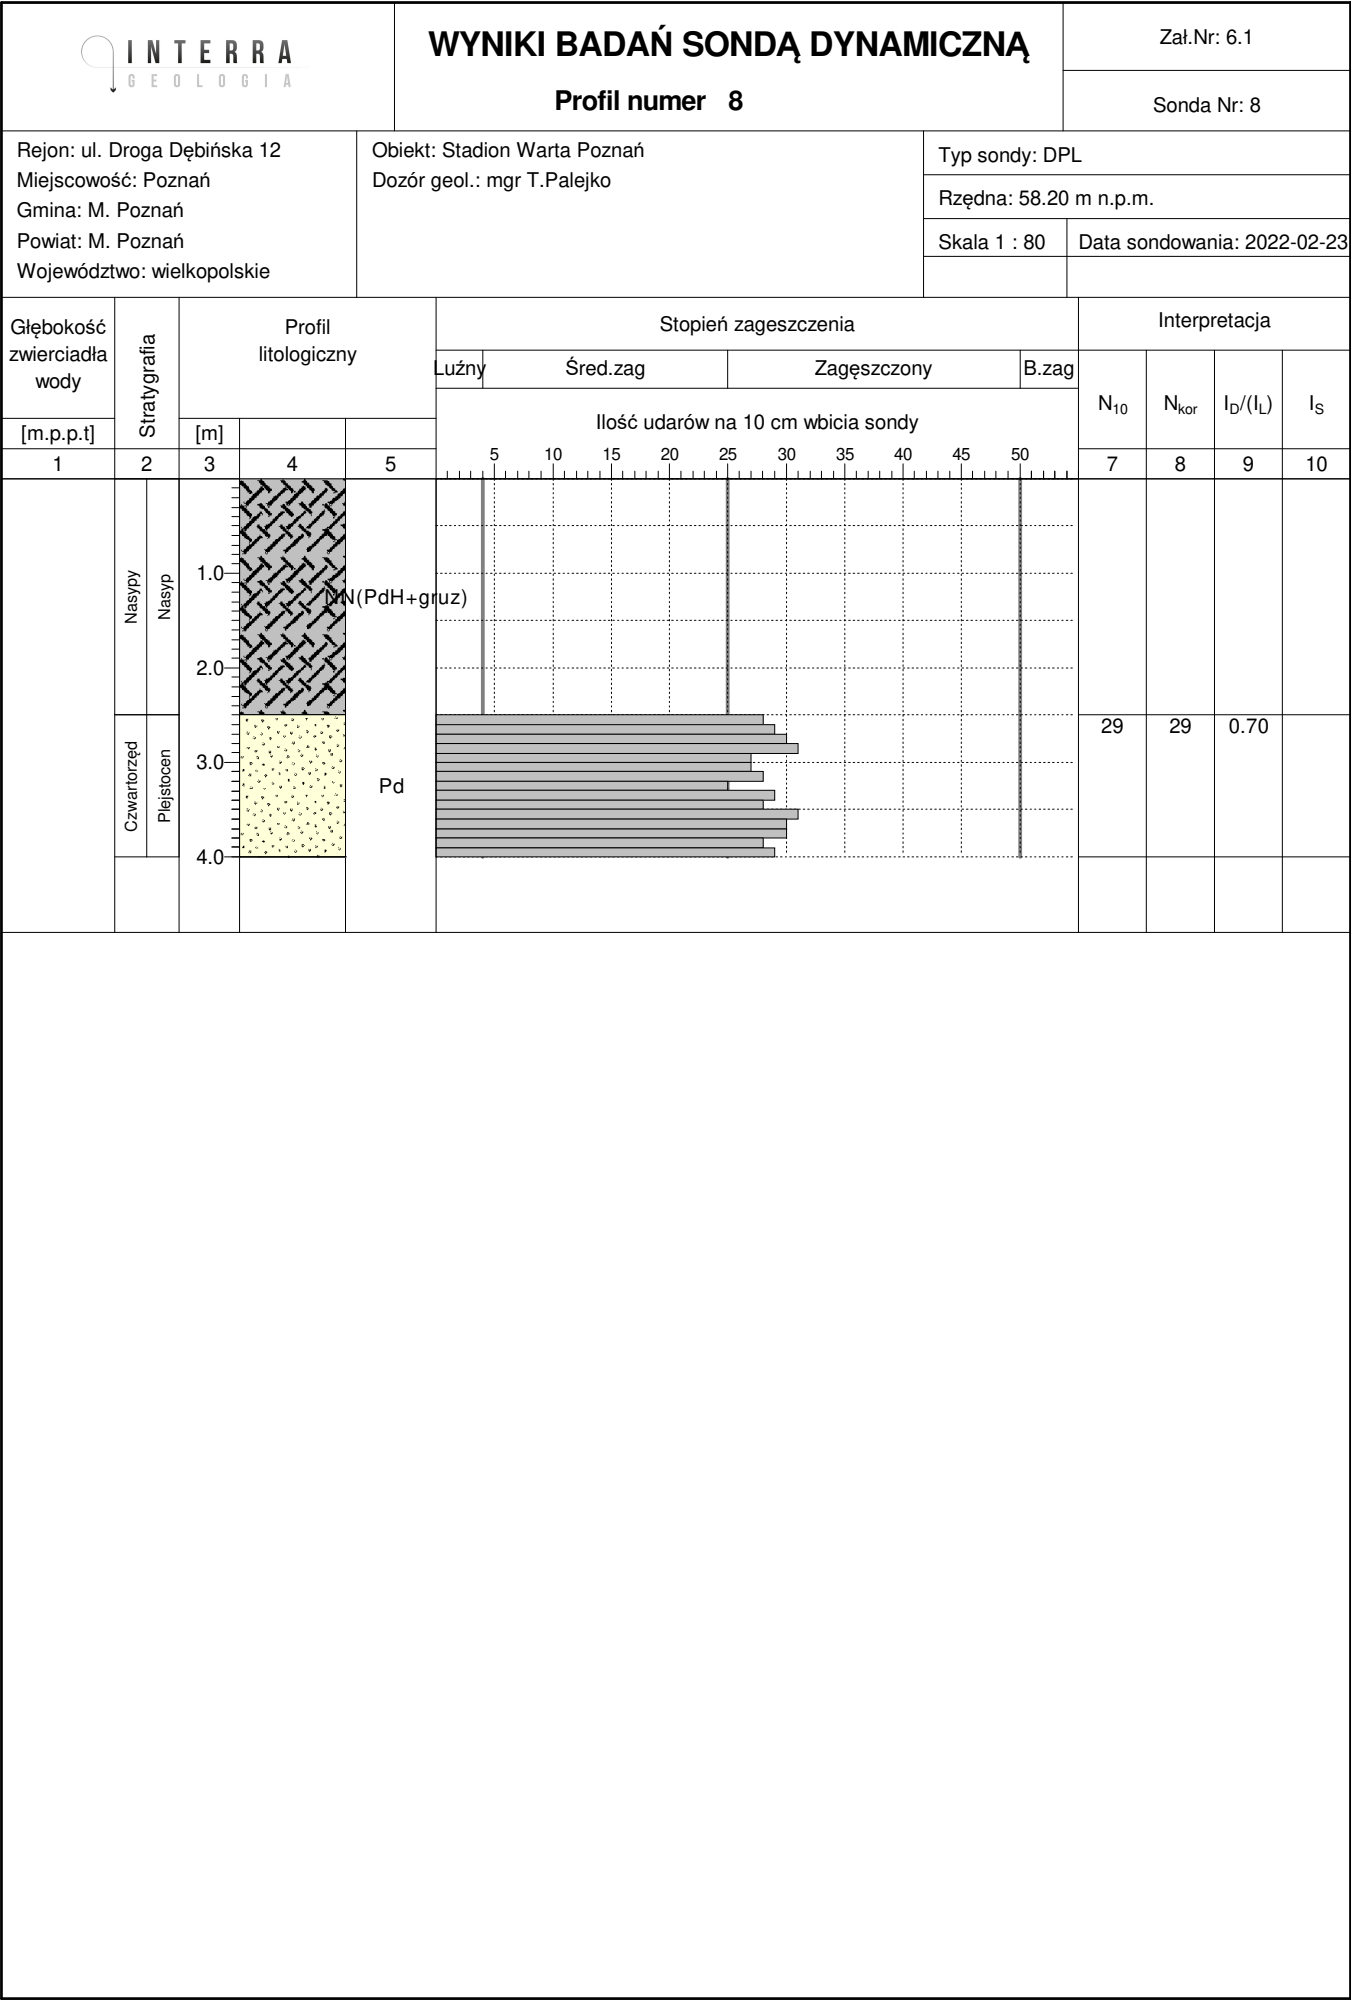 INTERRA
GEOLOGIA
WYNIKI BADAŃ SONDĄ DYNAMICZNĄ
Profil numer 8
Zał.Nr: 6.1
Sonda Nr: 8
Rejon: ul. Droga Dębińska 12
Miejscowość: Poznań
Gmina: M. Poznań
Powiat: M. Poznań
Województwo: wielkopolskie
Obiekt: Stadion Warta Poznań
Dozór geol.: mgr T.Palejko
Typ sondy: DPL
Rzędna: 58.20 m n.p.m.
Skala 1 : 80
Data sondowania: 2022-02-23
Głębokość
zwierciadła
wody
[m.p.p.t]
Stratygrafia
Profil
litologiczny
[m]
Stopień zageszczenia
Luźny
Śred.zag
Zagęszczony
B.zag
Ilość udarów na 10 cm wbicia sondy
5 10 15 20 25 30 35 40 45 50
Interpretacja
N10 Nkor ID/(IL) IS
1 2 3 4 5 7 8 9 10
Nasypy
Nasyp
1.0
NN(PdH+gruz)
2.0
Czwartorzęd
Plejstocen
3.0
Pd
4.0
29 29 0.70